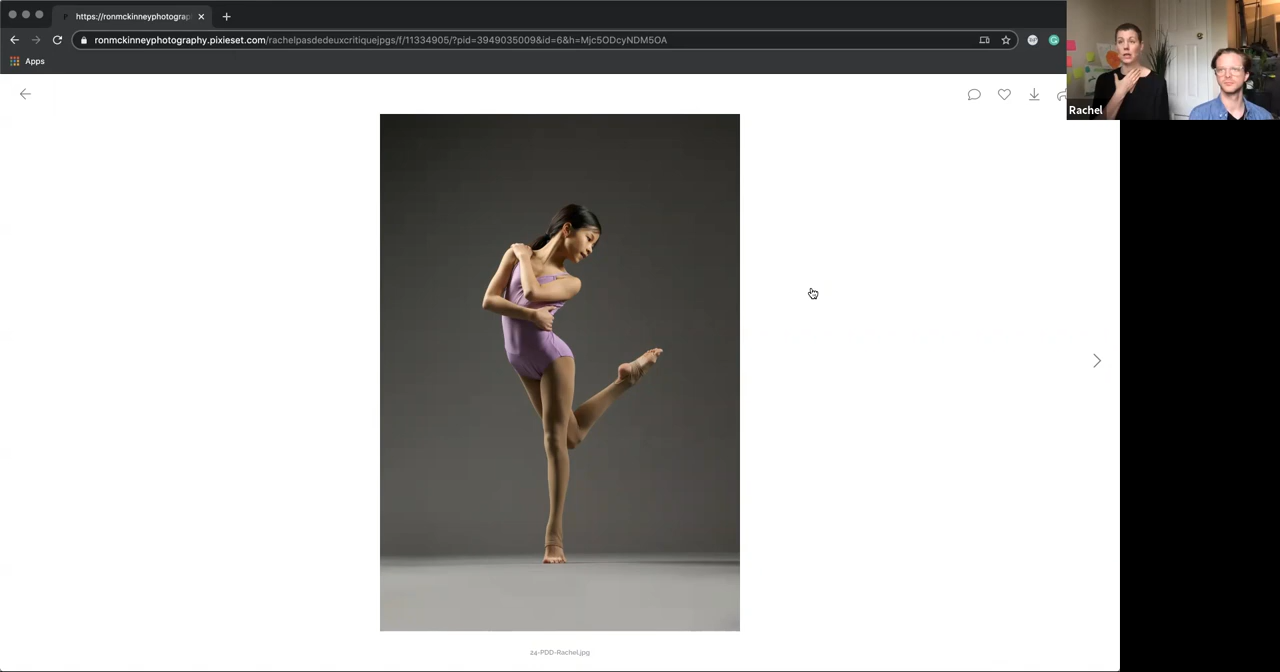 https://ronmckinneyphotograp
ronmckinneyphotography.pixieset.com/rachelpasdedeuxcritiquejpgs/f/11334905/?pid=3949035009&id=6&h=Mjc5ODcyNDM5OA
Apps
Rachel
24-PDD-Rachel.jpg